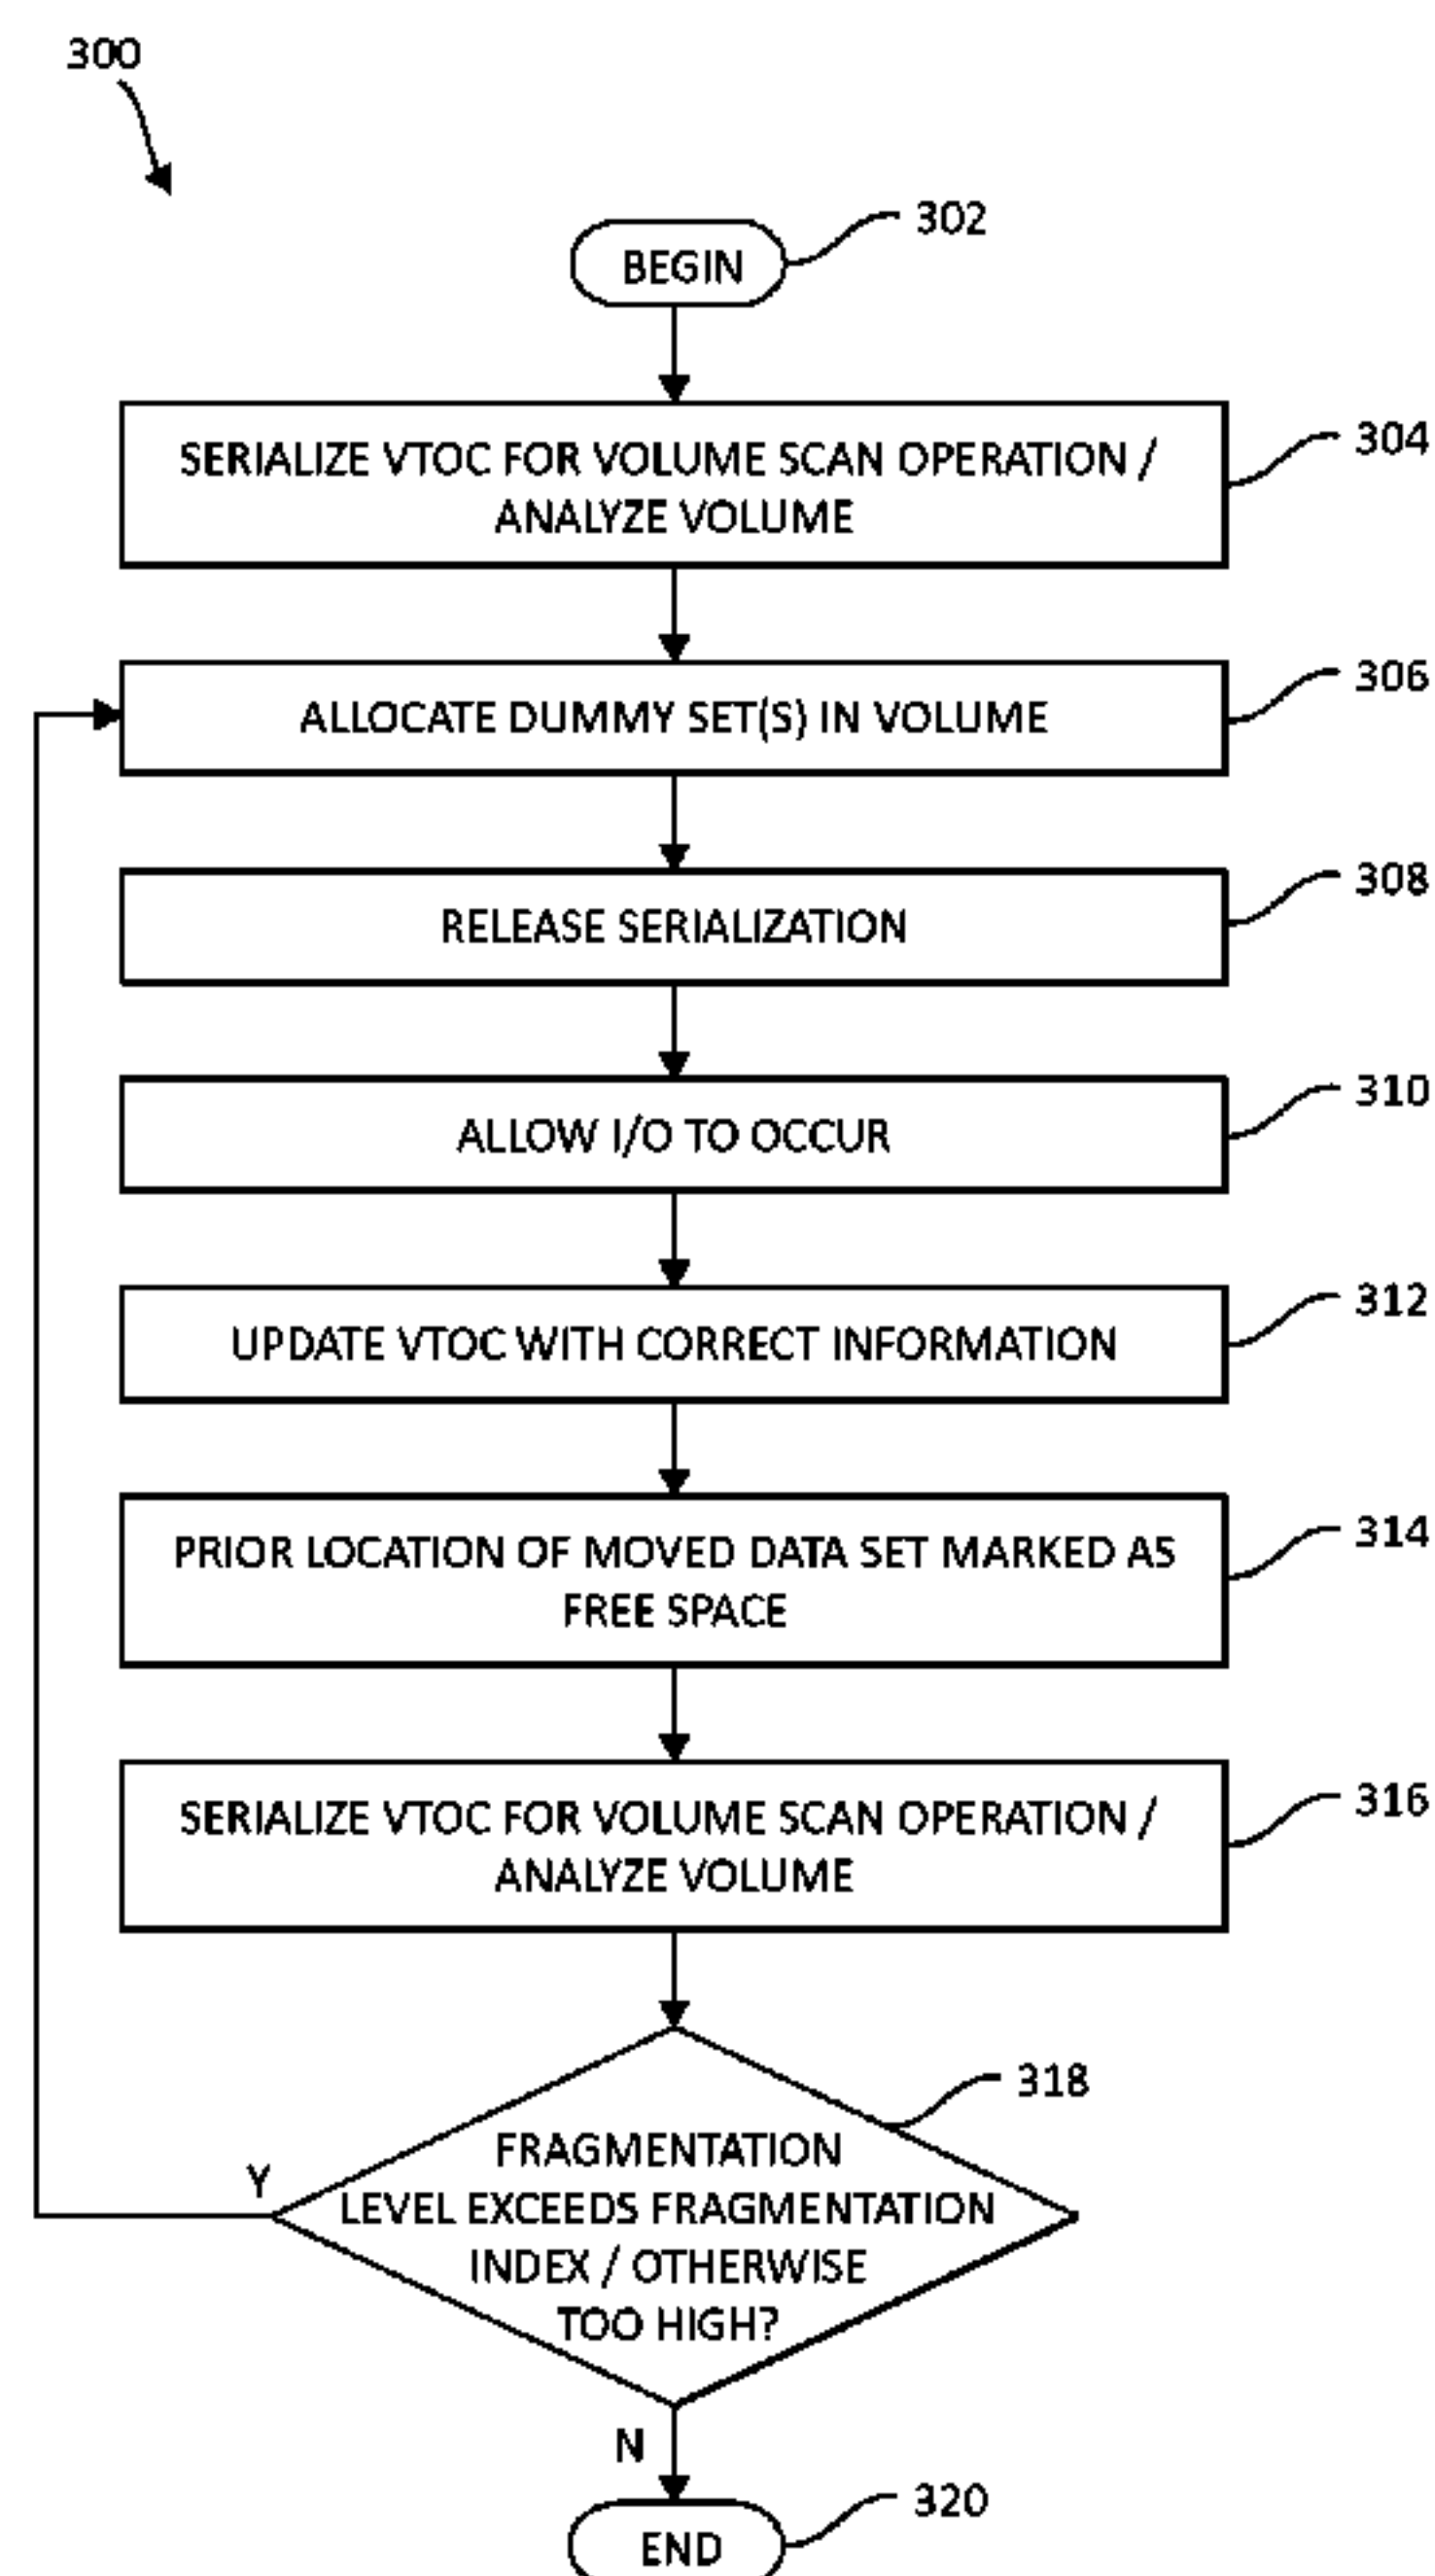 300
BEGIN
302
SERIALIZE VTOC FOR VOLUME SCAN OPERATION /
ANALYZE VOLUME
304
ALLOCATE DUMMY SET(S) IN VOLUME
306
RELEASE SERIALIZATION
308
ALLOW I/O TO OCCUR
310
UPDATE VTOC WITH CORRECT INFORMATION
312
PRIOR LOCATION OF MOVED DATA SET MARKED AS
FREE SPACE
314
SERIALIZE VTOC FOR VOLUME SCAN OPERATION /
ANALYZE VOLUME
316
318
FRAGMENTATION
LEVEL EXCEEDS FRAGMENTATION
INDEX / OTHERWISE
TOO HIGH?
Y
N
END
320